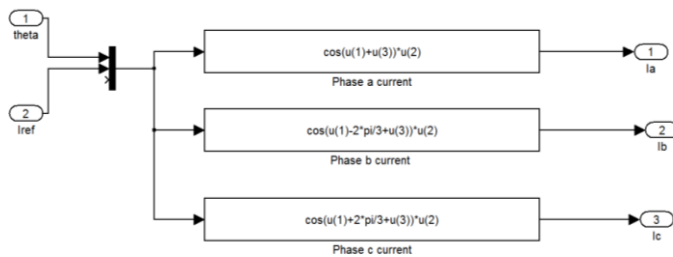 1
theta
2
Iref
cos(u(1)+u(3))*u(2)
Phase a current
1
Ia
cos(u(1)-2*pi/3+u(3))*u(2)
Phase b current
2
Ib
cos(u(1)+2*pi/3+u(3))*u(2)
Phase c current
3
Ic